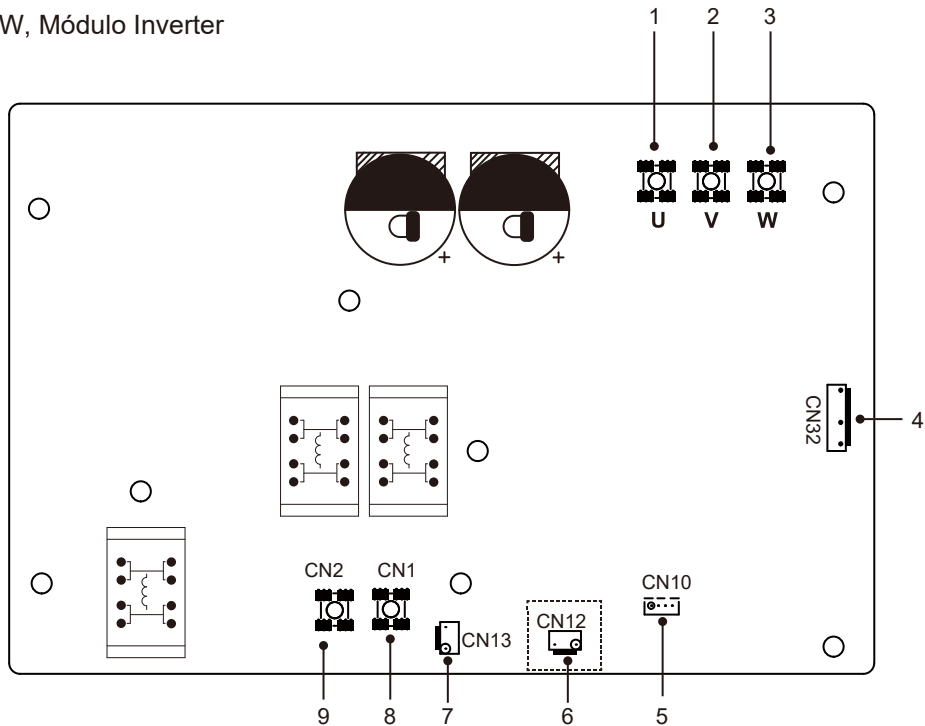 W, Módulo Inverter
1 2 3
U V W
+ +
CN32
4
CN2 CN1
CN10
CN12
CN13
9 8 7 6 5